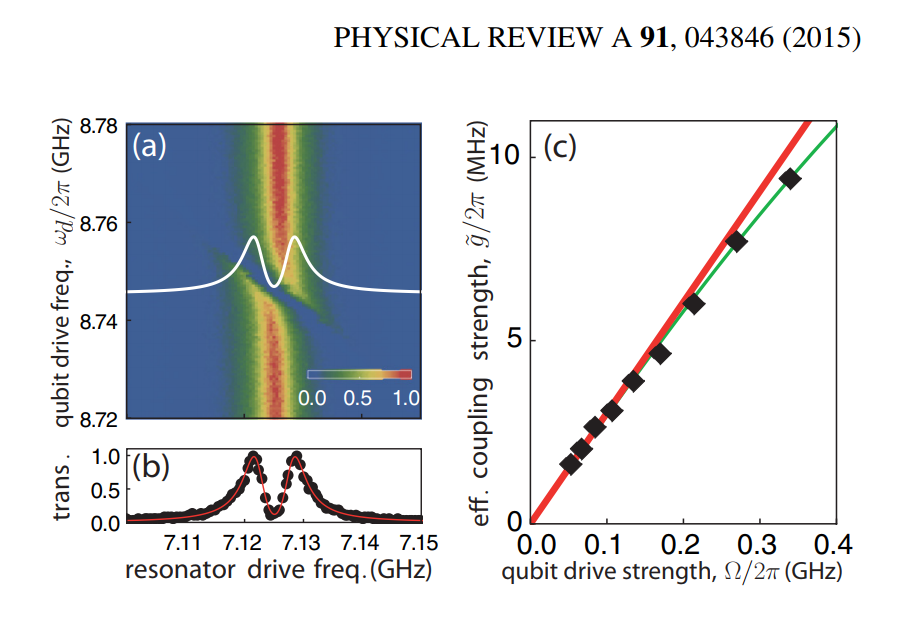 PHYSICAL REVIEW A 91, 043846 (2015)
(a)
qubit drive freq., ω_d/2π (GHz)
8.78
8.76
8.74
8.72
0.0 0.5 1.0
(b)
trans.
1.0
0.5
0.0
7.11 7.12 7.13 7.14 7.15
resonator drive freq.(GHz)
(c)
eff. coupling strength, g̃/2π (MHz)
10
5
0
0.0 0.1 0.2 0.3 0.4
qubit drive strength, Ω/2π (GHz)